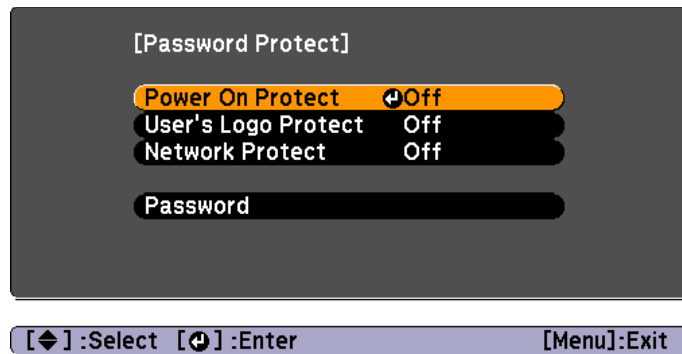 [Password Protect]
Power On Protect Off
User's Logo Protect Off
Network Protect Off
Password
[◆] :Select [↵] :Enter [Menu]:Exit